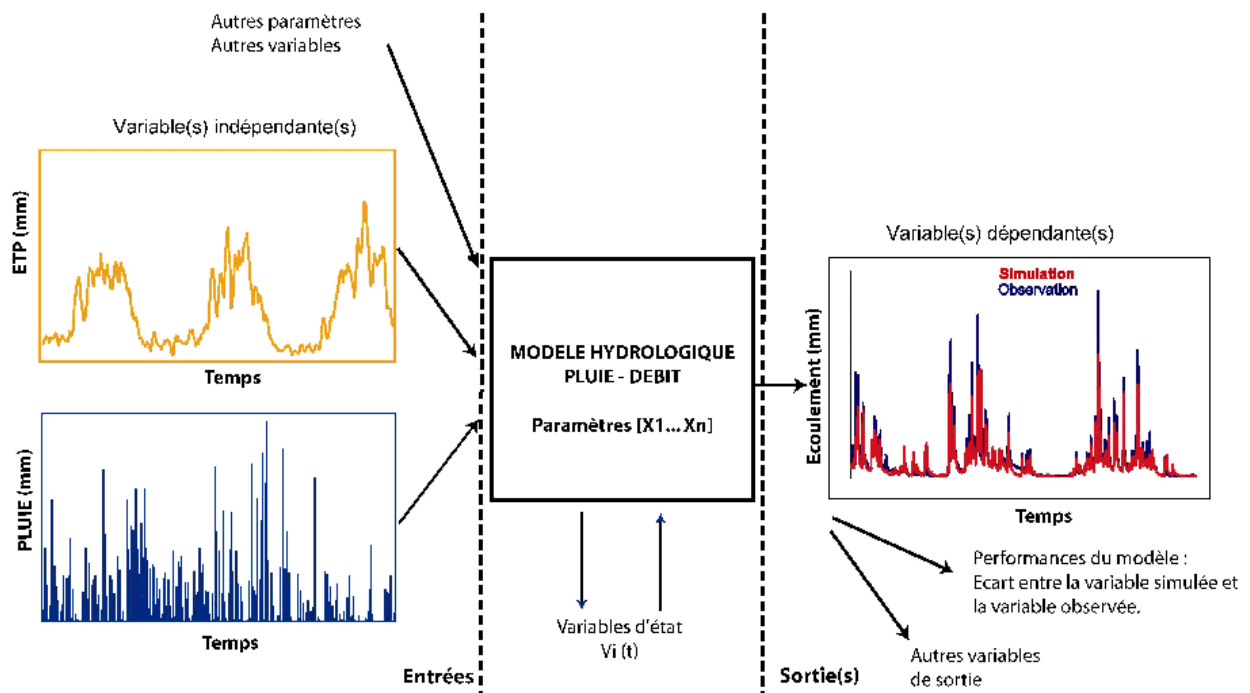 Autres paramètres
Autres variables
Variable(s) indépendante(s)
ETP (mm)
Temps
PLUIE (mm)
Temps
Entrées
MODELE HYDROLOGIQUE
PLUIE - DEBIT
Paramètres [X1... Xn]
Variables d'état
Vi (t)
Variable(s) dépendante(s)
Simulation
Observation
Ecoulement (mm)
Temps
Performances du modèle :
Ecart entre la variable simulée et
la variable observée.
Autres variables
de sortie
Sortie(s)